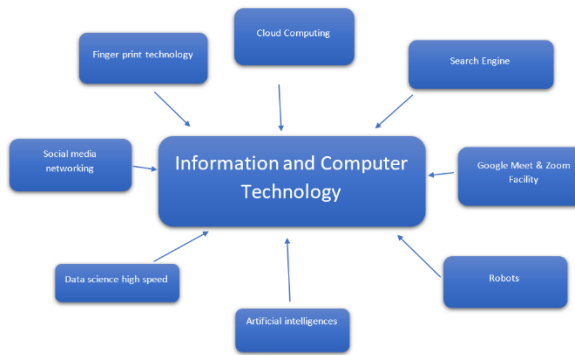 Cloud Computing
Finger print technology
Search Engine
Social media
networking
Information and Computer
Technology
Google Meet & Zoom
Facility
Data science high speed
Robots
Artificial intelligences